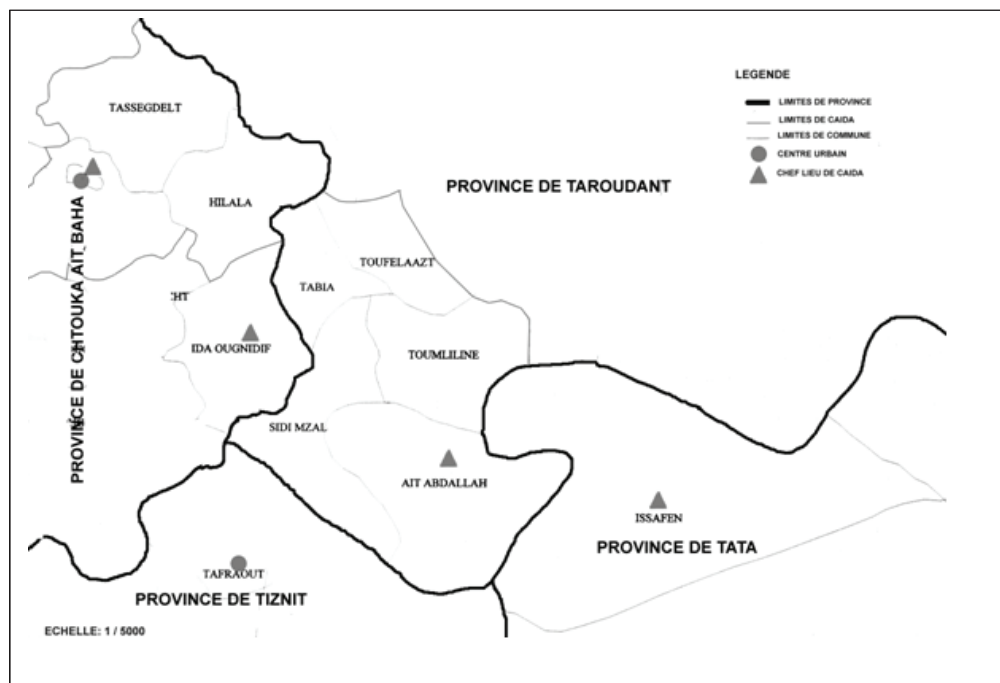 LEGENDE
LIMITES DE PROVINCE
LIMITES DE CAIDA
LIMITES DE COMMUNE
CENTRE URBAIN
CHEF LIEU DE CAIDA
TASSEGDELT
PROVINCE DE TAROUDANT
HILALA
PROVINCE DE CHTOUKA AIT BAHA
TOUFELAAZT
TABIA
CHT
IDA OUGNIDIF
TOUMLILINE
SIDI MZAL
AIT ABDALLAH
ISSAFEN
PROVINCE DE TATA
TAFRAOUT
PROVINCE DE TIZNIT
ECHELLE: 1 / 5000